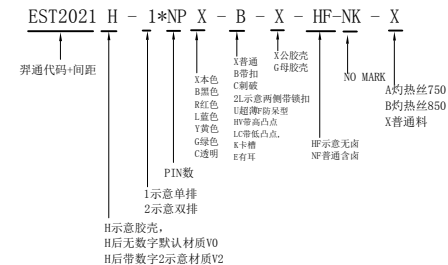 EST2021 H - 1*NP X - B - X - HF-NK - X
羿通代码+间距
X本色
B黑色
R红色
L蓝色
Y黄色
G绿色
C透明
X普通
B带扣
C刺破
2L示意两侧带锁扣
U超薄F防呆型
HV带高凸点
LC带低凸点.
K卡槽
E有耳
X公胶壳
G母胶壳
NO MARK
A灼热丝750
B灼热丝850
X普通料
HF示意无卤
NF普通含卤
PIN数
1示意单排
2示意双排
H示意胶壳,
H后无数字默认材质V0
H后带数字2示意材质V2